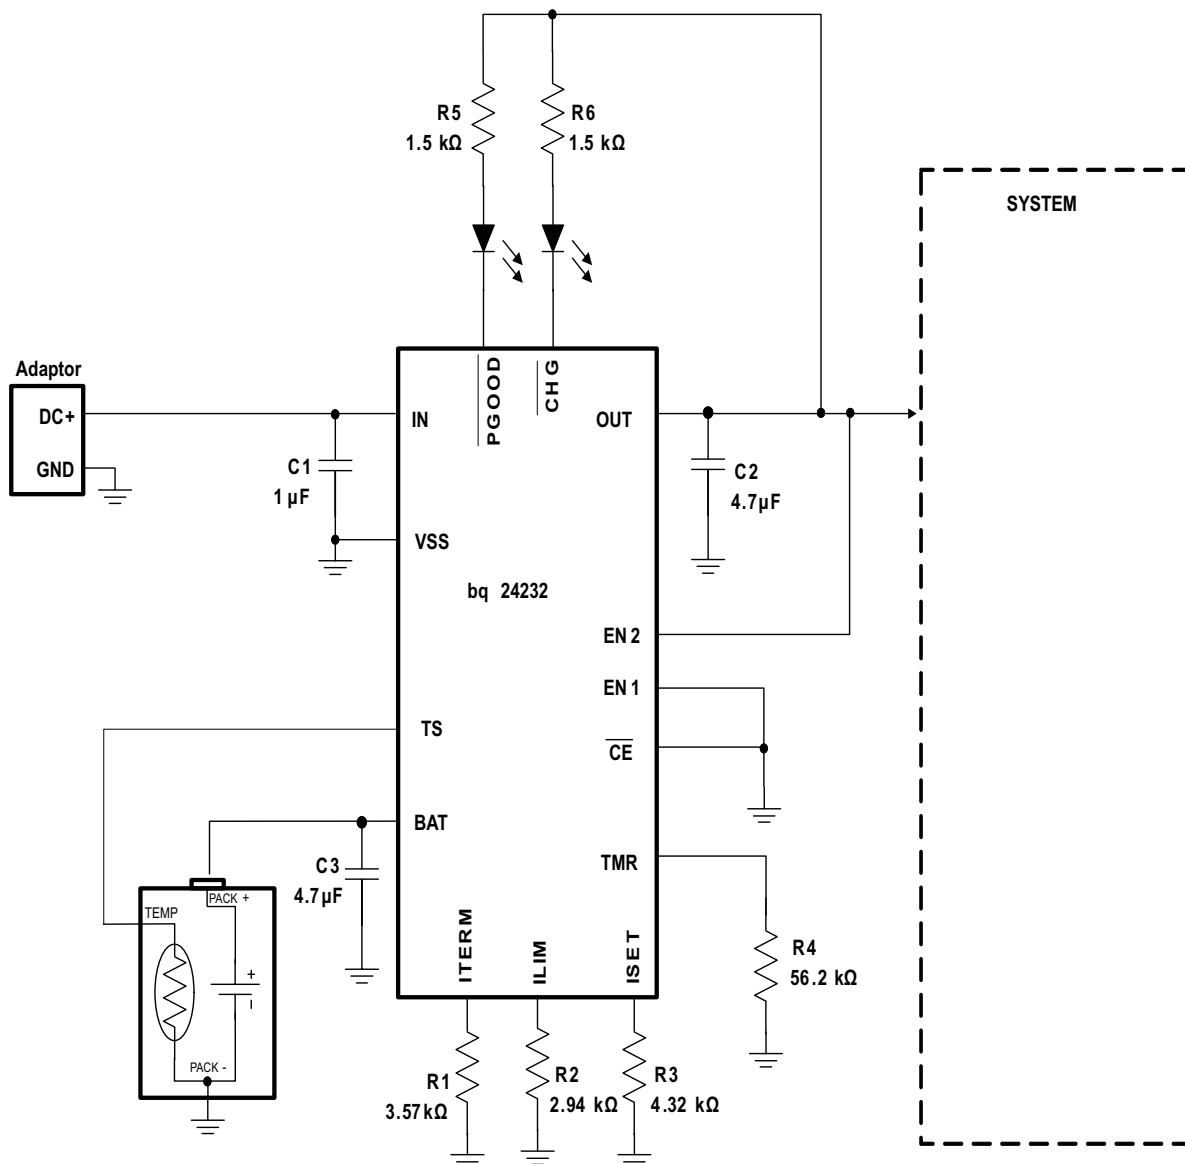 R5
1.5 kΩ
R6
1.5 kΩ
SYSTEM
Adaptor
DC+
GND
C1
1 µF
IN
PGOOD
CHG
OUT
C2
4.7µF
VSS
bq 24232
EN 2
EN 1
TS
CE
BAT
TMR
C3
4.7µF
PACK +
TEMP
+
–
PACK -
ITERM
ILIM
ISET
R4
56.2 kΩ
R1
3.57kΩ
R2
2.94 kΩ
R3
4.32 kΩ